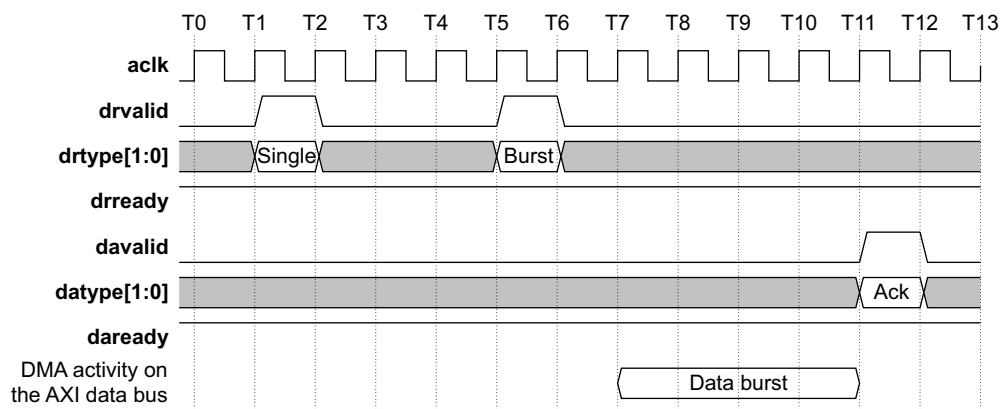 T0 T1 T2 T3 T4 T5 T6 T7 T8 T9 T10 T11 T12 T13
aclk
drvalid
drtype[1:0] Single Burst
drready
davalid
datype[1:0] Ack
daready
DMA activity on
the AXI data bus Data burst